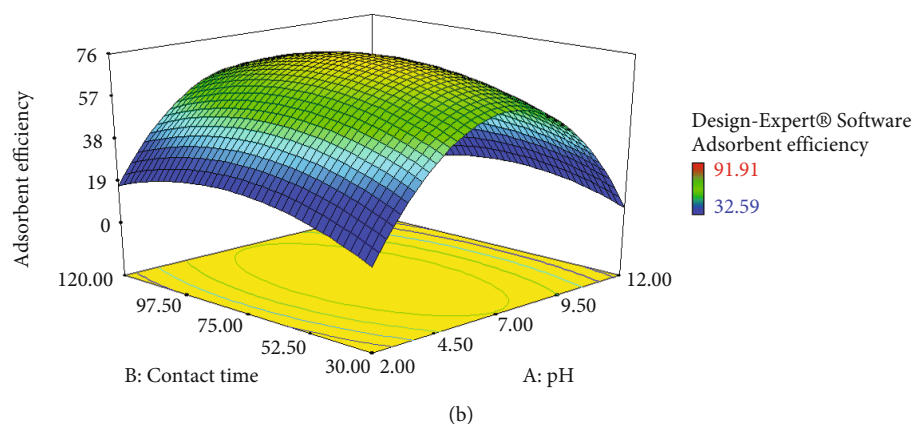 76
57
38
19
0
Adsorbent efficiency
120.00
97.50
75.00
52.50
30.00
B: Contact time
2.00
4.50
7.00
9.50
12.00
A: pH
Design-Expert® Software
Adsorbent efficiency
91.91
32.59
(b)